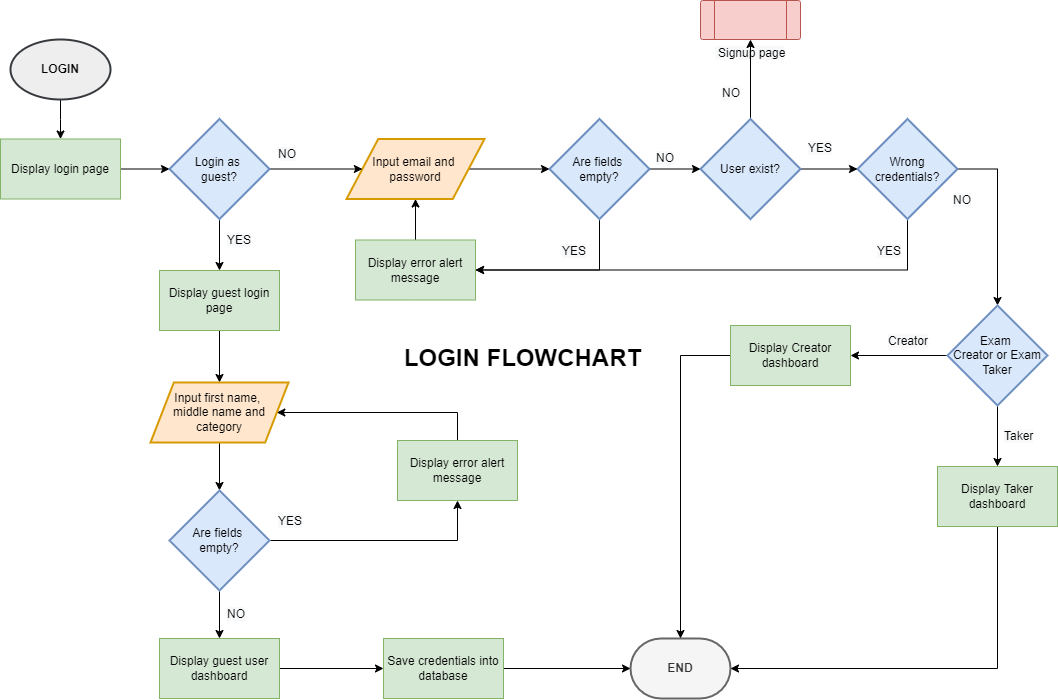 Signup page
LOGIN
NO
Display login page
Login as
guest?
NO
Input email and
password
Are fields
empty?
NO
User exist?
YES
Wrong
credentials?
NO
YES
YES
YES
Display error alert
message
Display guest login
page
LOGIN FLOWCHART
Display Creator
dashboard
Creator
Exam
Creator or Exam
Taker
Input first name,
middle name and
category
Taker
Display error alert
message
Display Taker
dashboard
YES
Are fields
empty?
NO
Display guest user
dashboard
Save credentials into
database
END